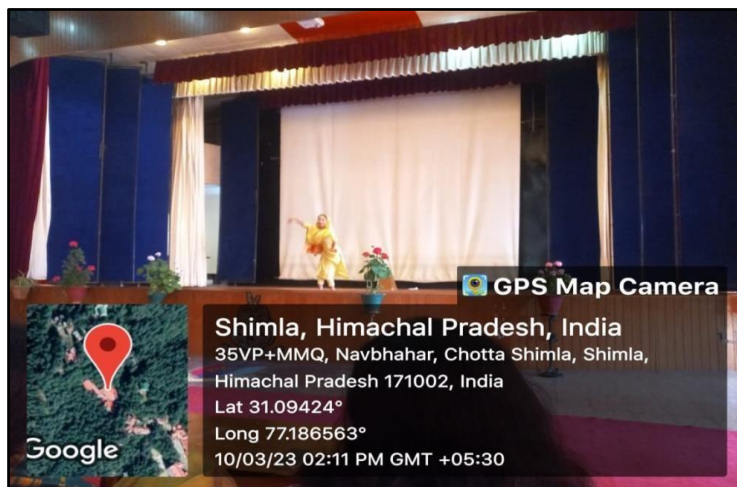 GPS Map Camera
Shimla, Himachal Pradesh, India
35VP+MMQ, Navbhahar, Chotta Shimla, Shimla,
Himachal Pradesh 171002, India
Lat 31.09424°
Long 77.186563°
10/03/23 02:11 PM GMT +05:30
Google